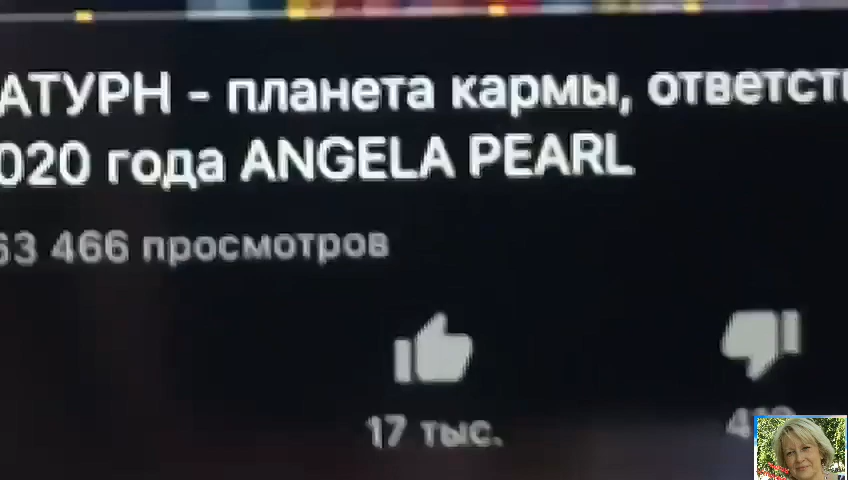 АТУРН - планета кармы, ответст
020 года ANGELA PEARL
63 466 просмотров
17 тыс.